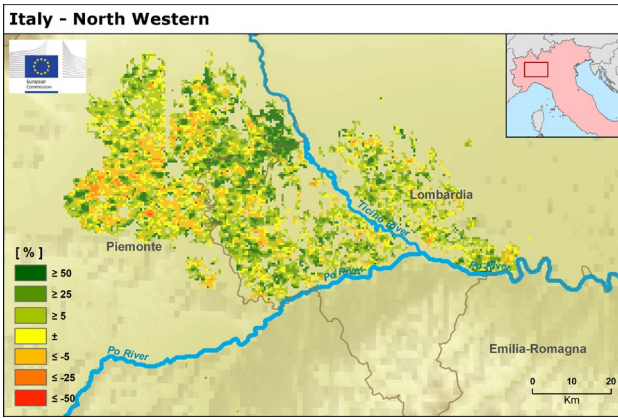 Italy - North Western
European
Commission
Lombardia
Ticino River
Piemonte
Po River
Po River
[ % ]
≥ 50
≥ 25
≥ 5
±
≤ -5
≤ -25
≤ -50
Po River
Emilia-Romagna
0 10 20
Km